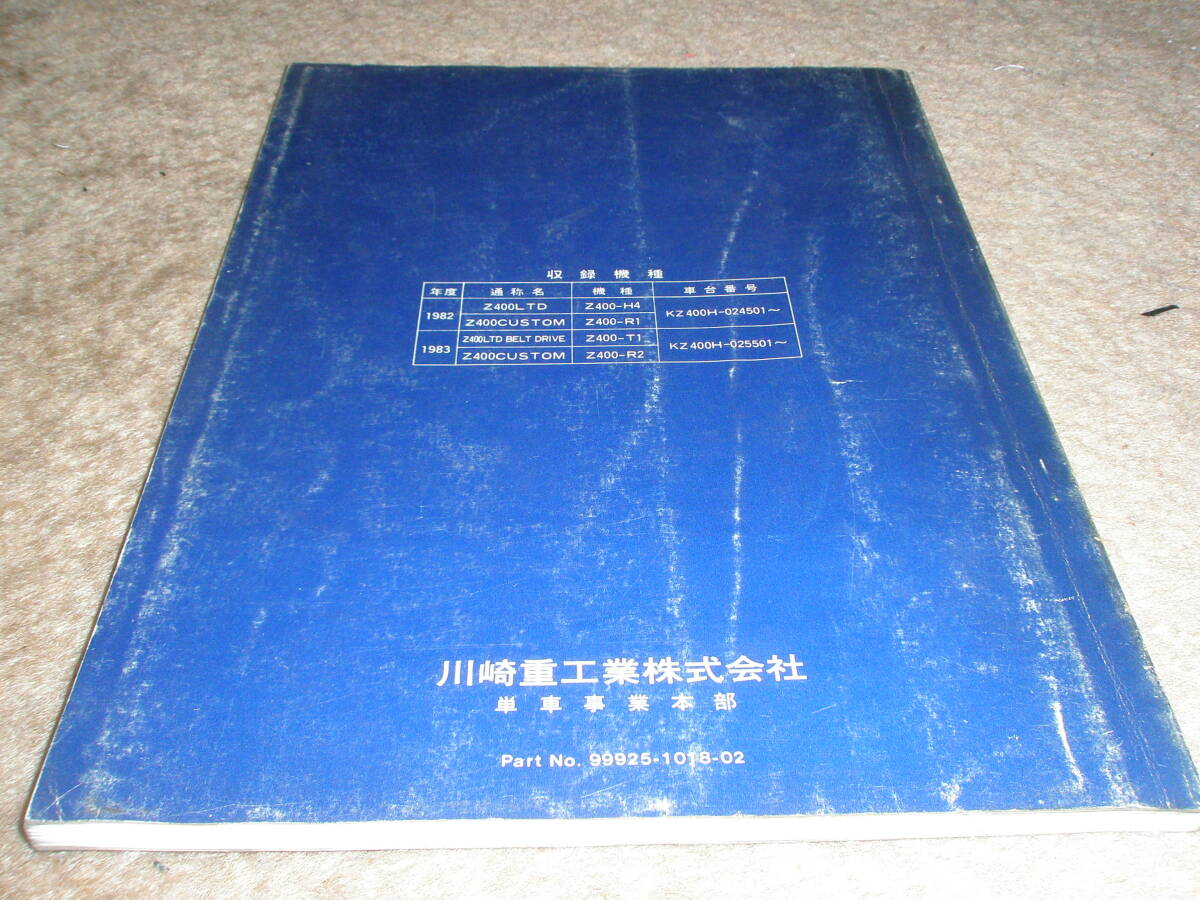 収録機種
年度 通称名 機種 車台番号
1982 Z400LTD Z400-H4 KZ400H-024501～
Z400CUSTOM Z400-R1
1983 Z400LTD BELT DRIVE Z400-T1 KZ400H-025501～
Z400CUSTOM Z400-R2
川崎重工業株式会社
単車事業本部
Part No. 99925-1018-02